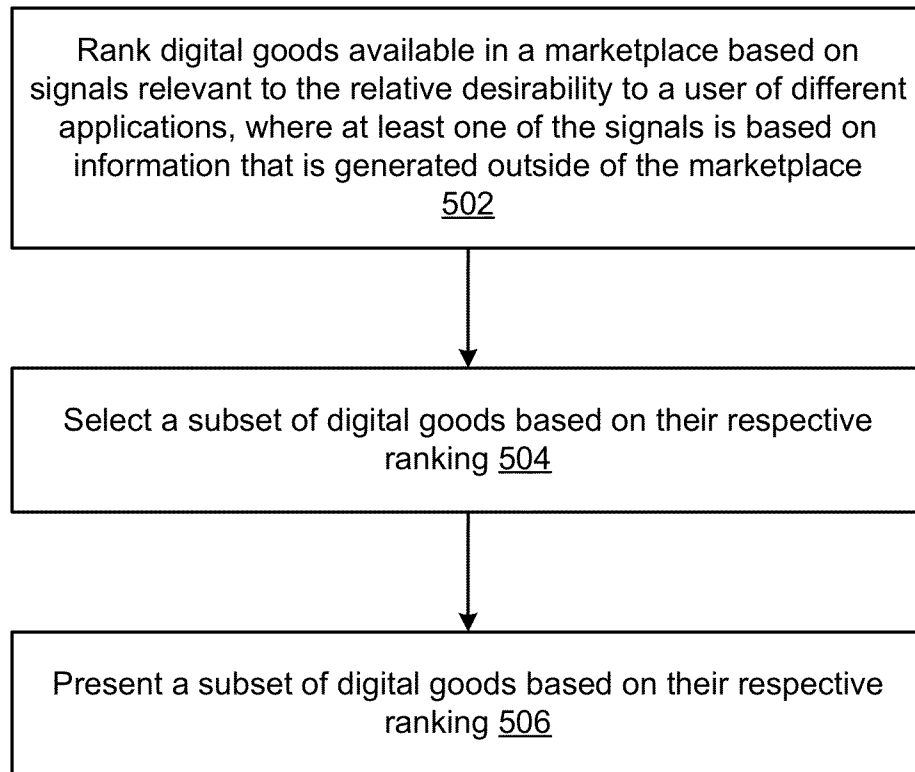 Rank digital goods available in a marketplace based on
signals relevant to the relative desirability to a user of different
applications, where at least one of the signals is based on
information that is generated outside of the marketplace
502
Select a subset of digital goods based on their respective
ranking 504
Present a subset of digital goods based on their respective
ranking 506